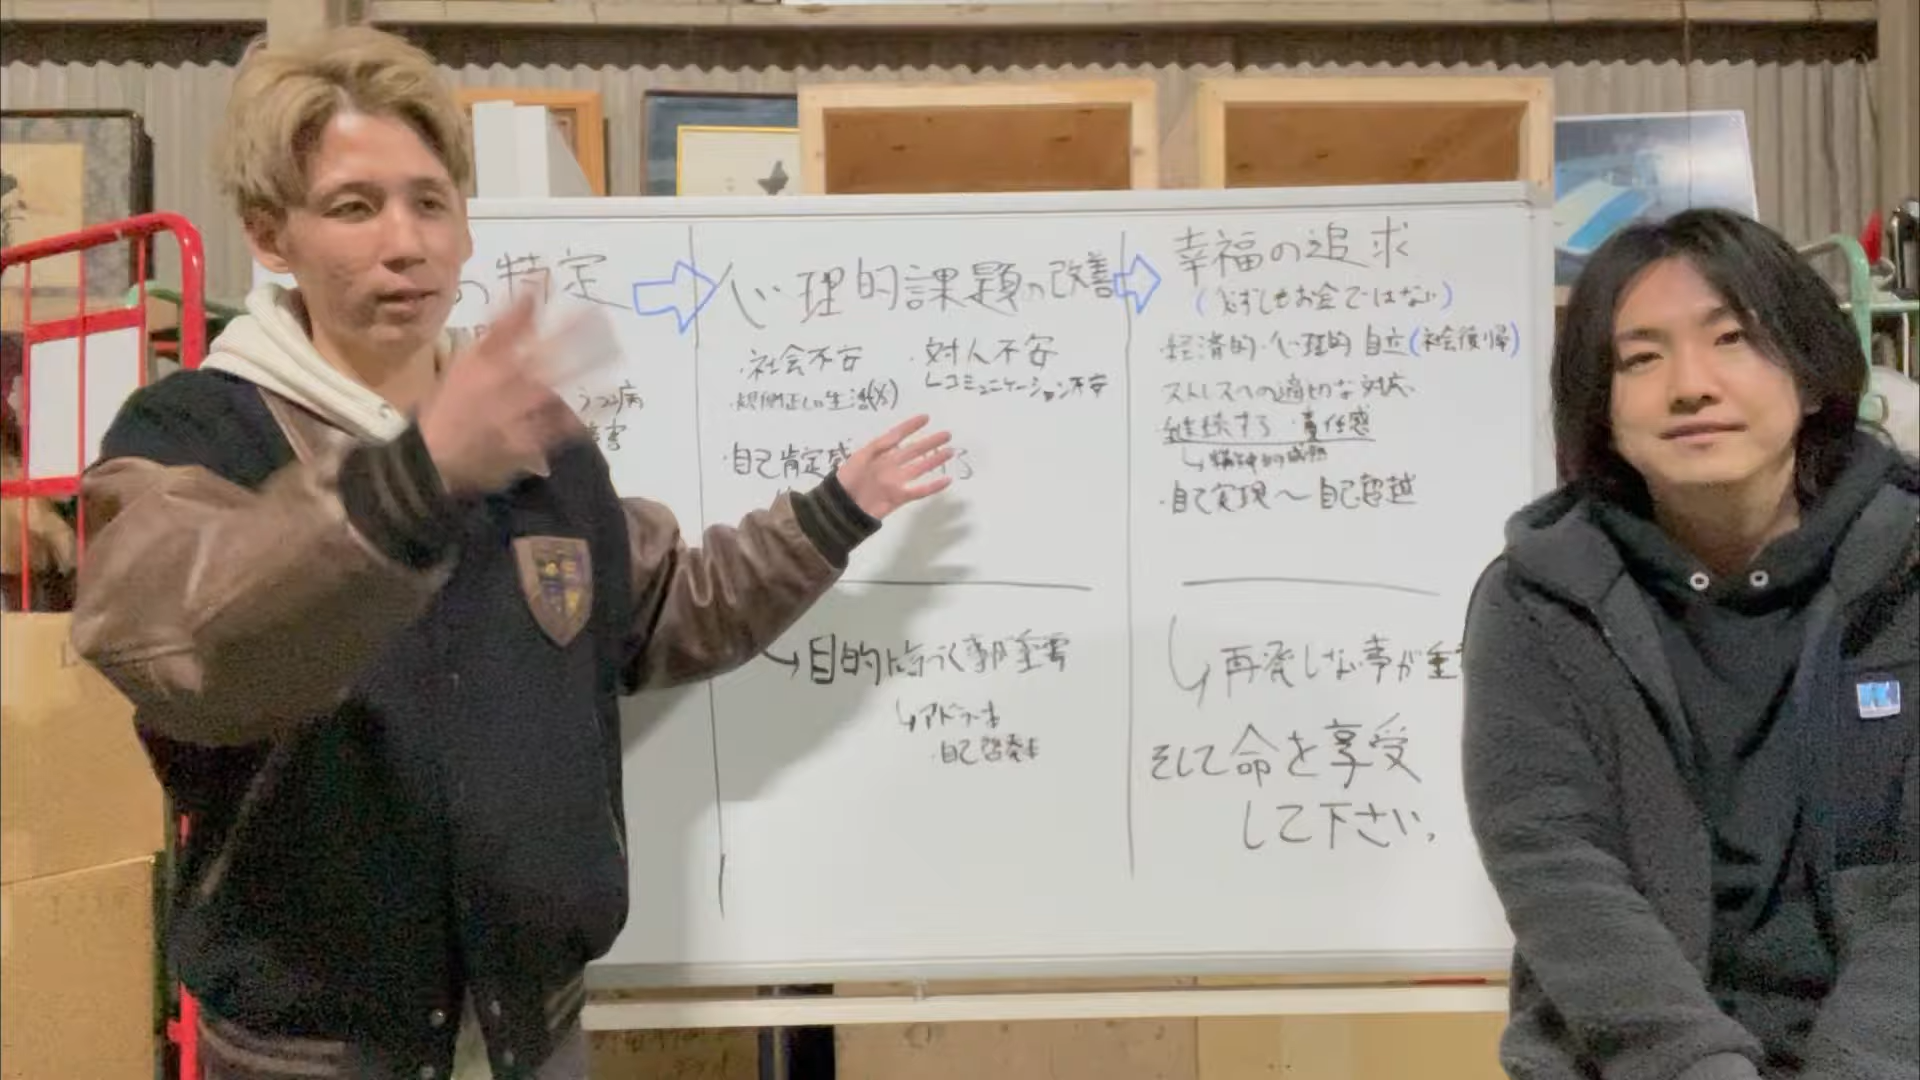 の特定
うつ病
障害
心理的課題の改善
・社会不安
・対人不安
・規則正しい生活(x)
↳コミュニケーション不安
・自己肯定感
↳目的に向づく事が重要
↳アドラー
・自己啓発本
幸福の追求
(必ずしもお金ではない)
・経済的・心理的 自立(社会復帰)
ストレスへの適切な対応
継続する・責任感
↳精神的成熟
・自己実現〜自己超越
↳再発しない事が重
そして命を享受
して下さい。